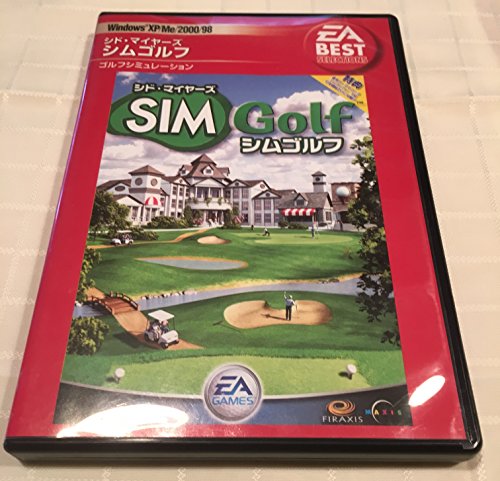 Windows® XP/Me/2000/98
シド・マイヤーズ
シムゴルフ
ゴルフシミュレーション
EA
BEST
SELECTIONS
特典
シド・マイヤーズ
SIM Golf
シムゴルフ
EA
GAMES
FIRAXIS
MAXIS